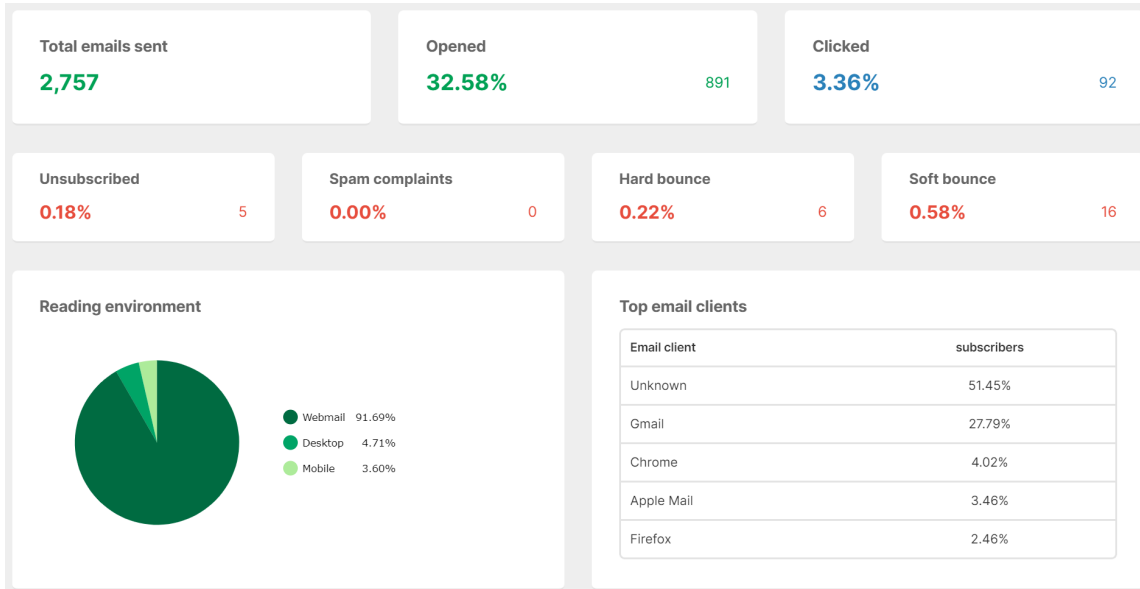 Total emails sent
2,757
Opened
32.58% 891
Clicked
3.36% 92
Unsubscribed
0.18% 5
Spam complaints
0.00% 0
Hard bounce
0.22% 6
Soft bounce
0.58% 16
Reading environment
Webmail 91.69%
Desktop 4.71%
Mobile 3.60%
Top email clients
Email client subscribers
Unknown 51.45%
Gmail 27.79%
Chrome 4.02%
Apple Mail 3.46%
Firefox 2.46%